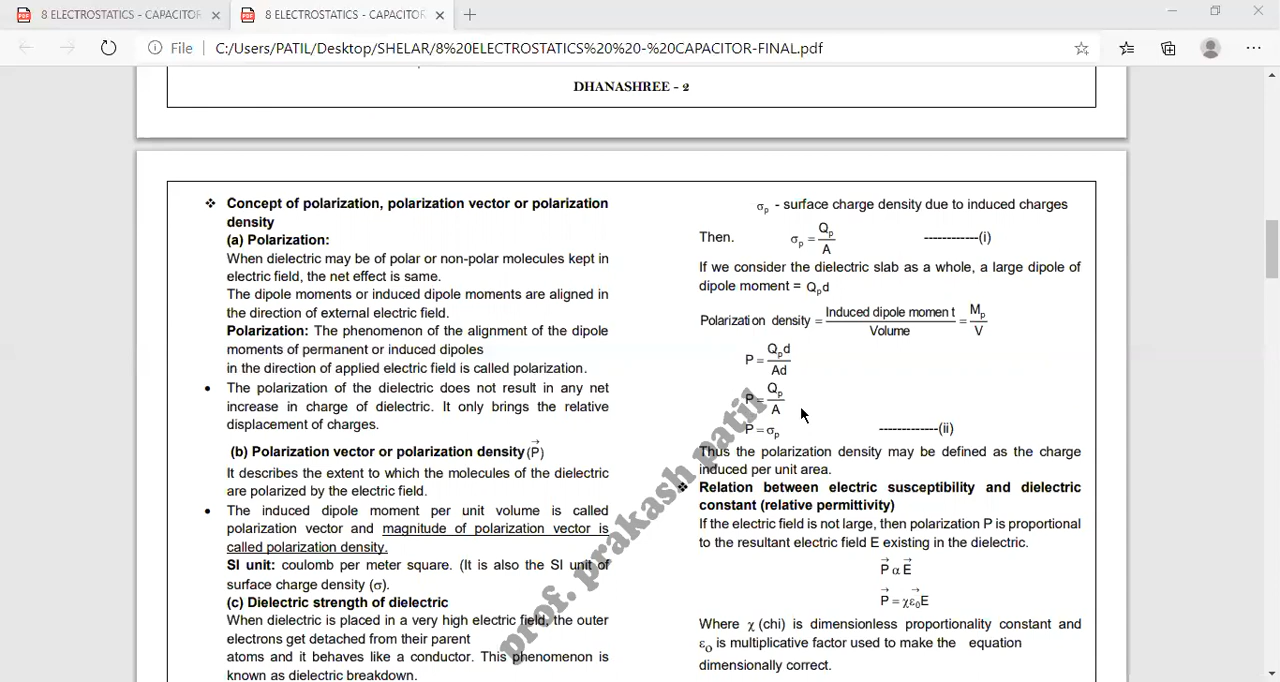 8 ELECTROSTATICS - CAPACITOR
8 ELECTROSTATICS - CAPACITOR
File
C:/Users/PATIL/Desktop/SHELAR/8%20ELECTROSTATICS%20%20-%20CAPACITOR-FINAL.pdf
DHANASHREE - 2
❖ Concept of polarization, polarization vector or polarization
density
(a) Polarization:
When dielectric may be of polar or non-polar molecules kept in
electric field, the net effect is same.
The dipole moments or induced dipole moments are aligned in
the direction of external electric field.
Polarization: The phenomenon of the alignment of the dipole
moments of permanent or induced dipoles
in the direction of applied electric field is called polarization.
• The polarization of the dielectric does not result in any net
increase in charge of dielectric. It only brings the relative
displacement of charges.
(b) Polarization vector or polarization density (P⃗)
It describes the extent to which the molecules of the dielectric
are polarized by the electric field.
• The induced dipole moment per unit volume is called
polarization vector and magnitude of polarization vector is
called polarization density.
SI unit: coulomb per meter square. (It is also the SI unit of
surface charge density (σ).
(c) Dielectric strength of dielectric
When dielectric is placed in a very high electric field, the outer
electrons get detached from their parent
atoms and it behaves like a conductor. This phenomenon is
known as dielectric breakdown.
σp - surface charge density due to induced charges
Then. σp = Qp/A ------------(i)
If we consider the dielectric slab as a whole, a large dipole of
dipole moment = Qpd
Polarization density = Induced dipole moment/Volume = Mp/V
P = Qpd/Ad
P = Qp/A
P = σp -------------(ii)
Thus the polarization density may be defined as the charge
induced per unit area.
❖ Relation between electric susceptibility and dielectric
constant (relative permittivity)
If the electric field is not large, then polarization P is proportional
to the resultant electric field E existing in the dielectric.
P⃗ α E⃗
P⃗ = χε₀E⃗
Where χ (chi) is dimensionless proportionality constant and
εo is multiplicative factor used to make the equation
dimensionally correct.
prof. prakash patil